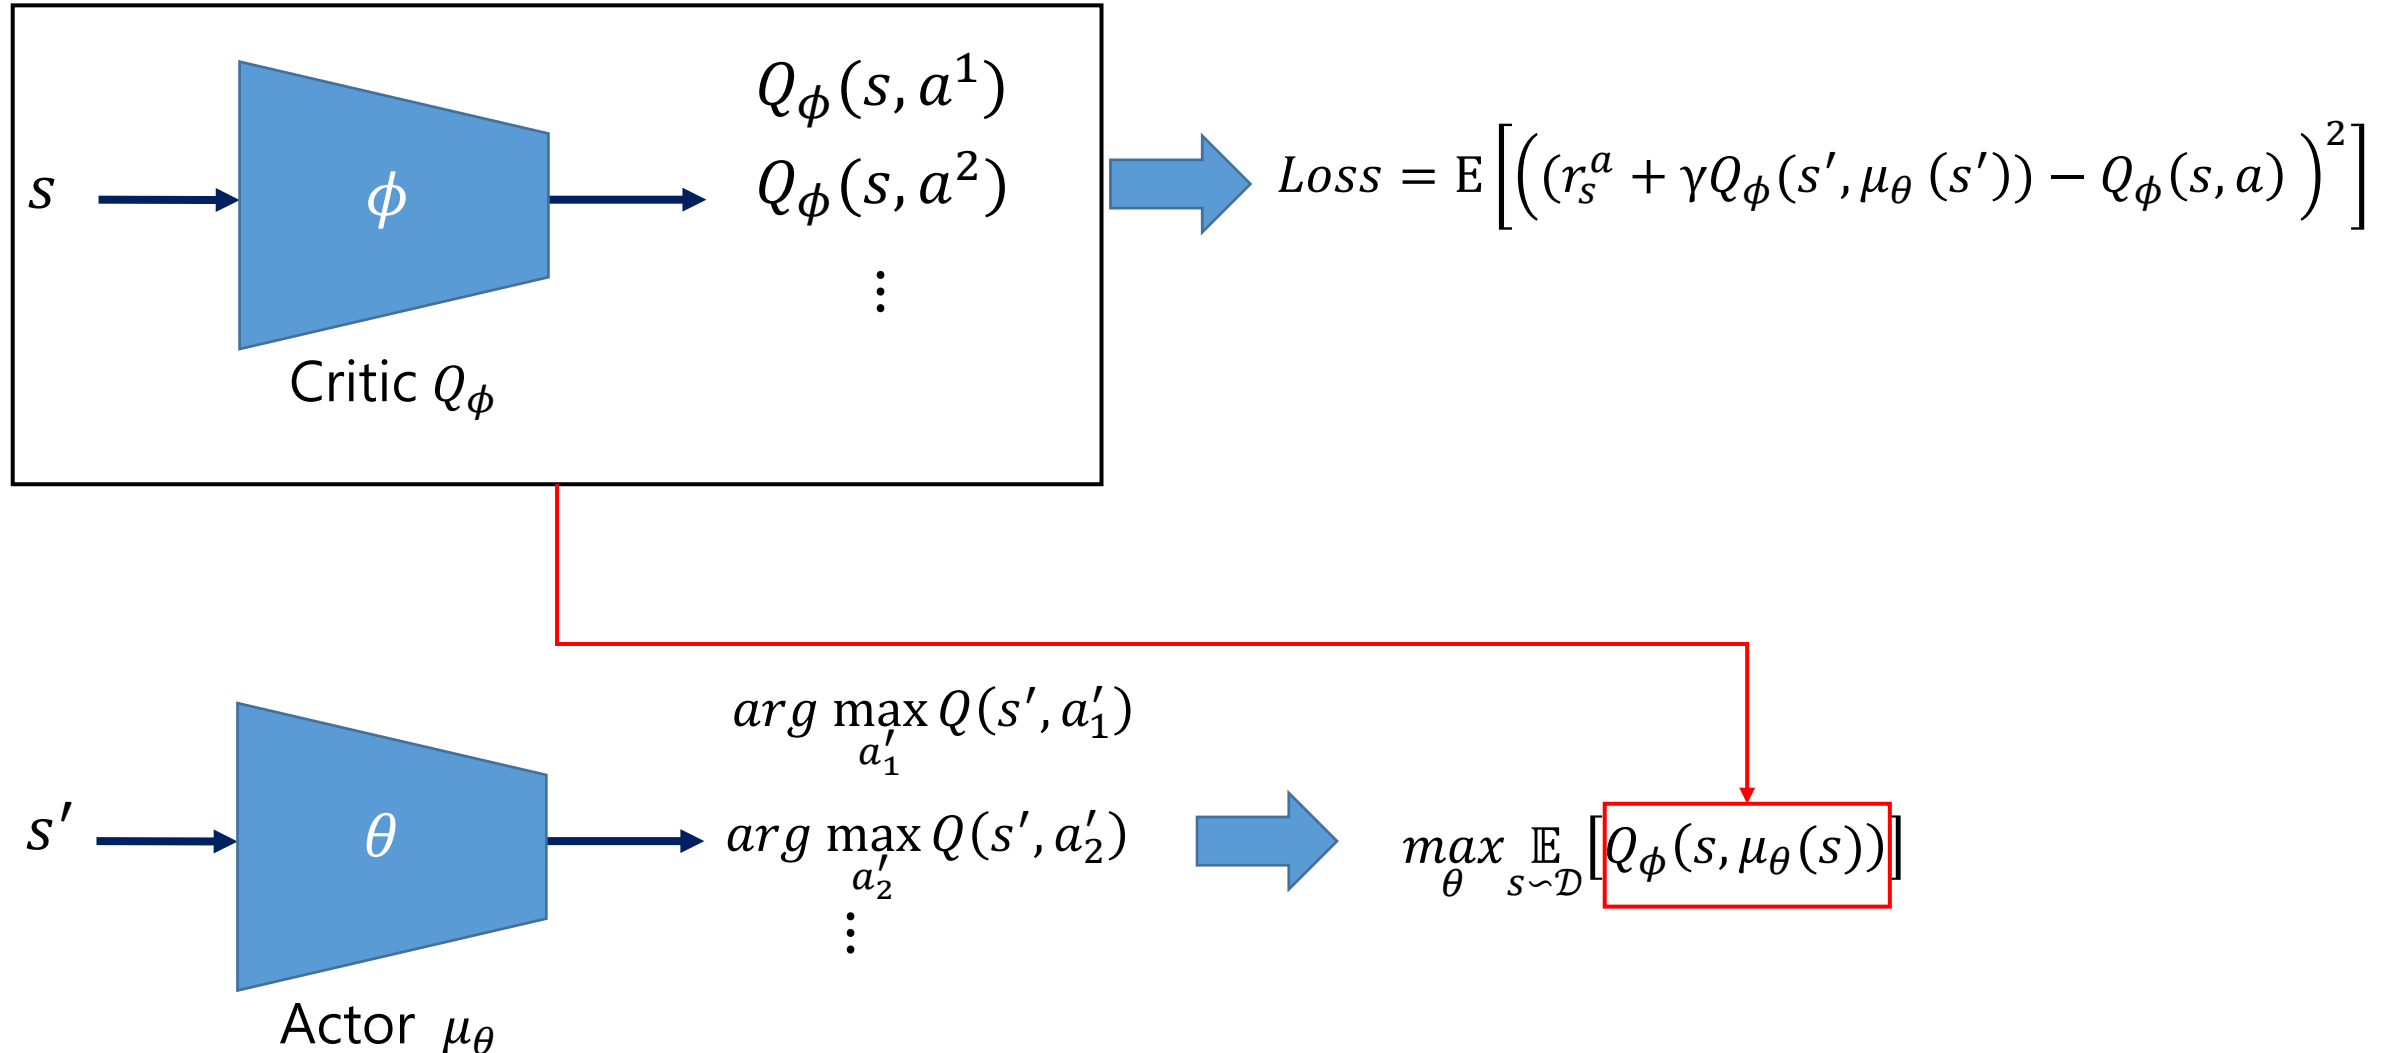 s
ϕ
Q_ϕ(s, a^1)
Q_ϕ(s, a^2)
⋮
Critic Q_ϕ
Loss = E[((r_s^a + γQ_ϕ(s′, μ_θ (s′)) − Q_ϕ(s, a) )^2]
s′
θ
arg max_{a′_1} Q(s′, a′_1)
arg max_{a′_2} Q(s′, a′_2)
⋮
Actor μ_θ
max_θ 𝔼_{s∽𝒟}[Q_ϕ(s, μ_θ(s))]